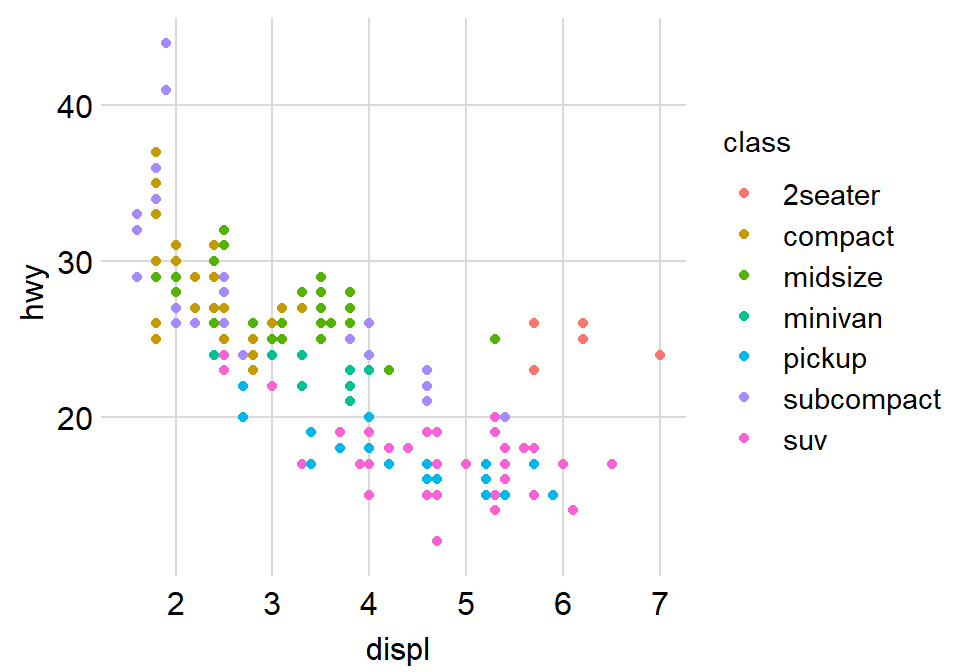 40
30
20
hwy
2 3 4 5 6 7
displ
class
2seater
compact
midsize
minivan
pickup
subcompact
suv